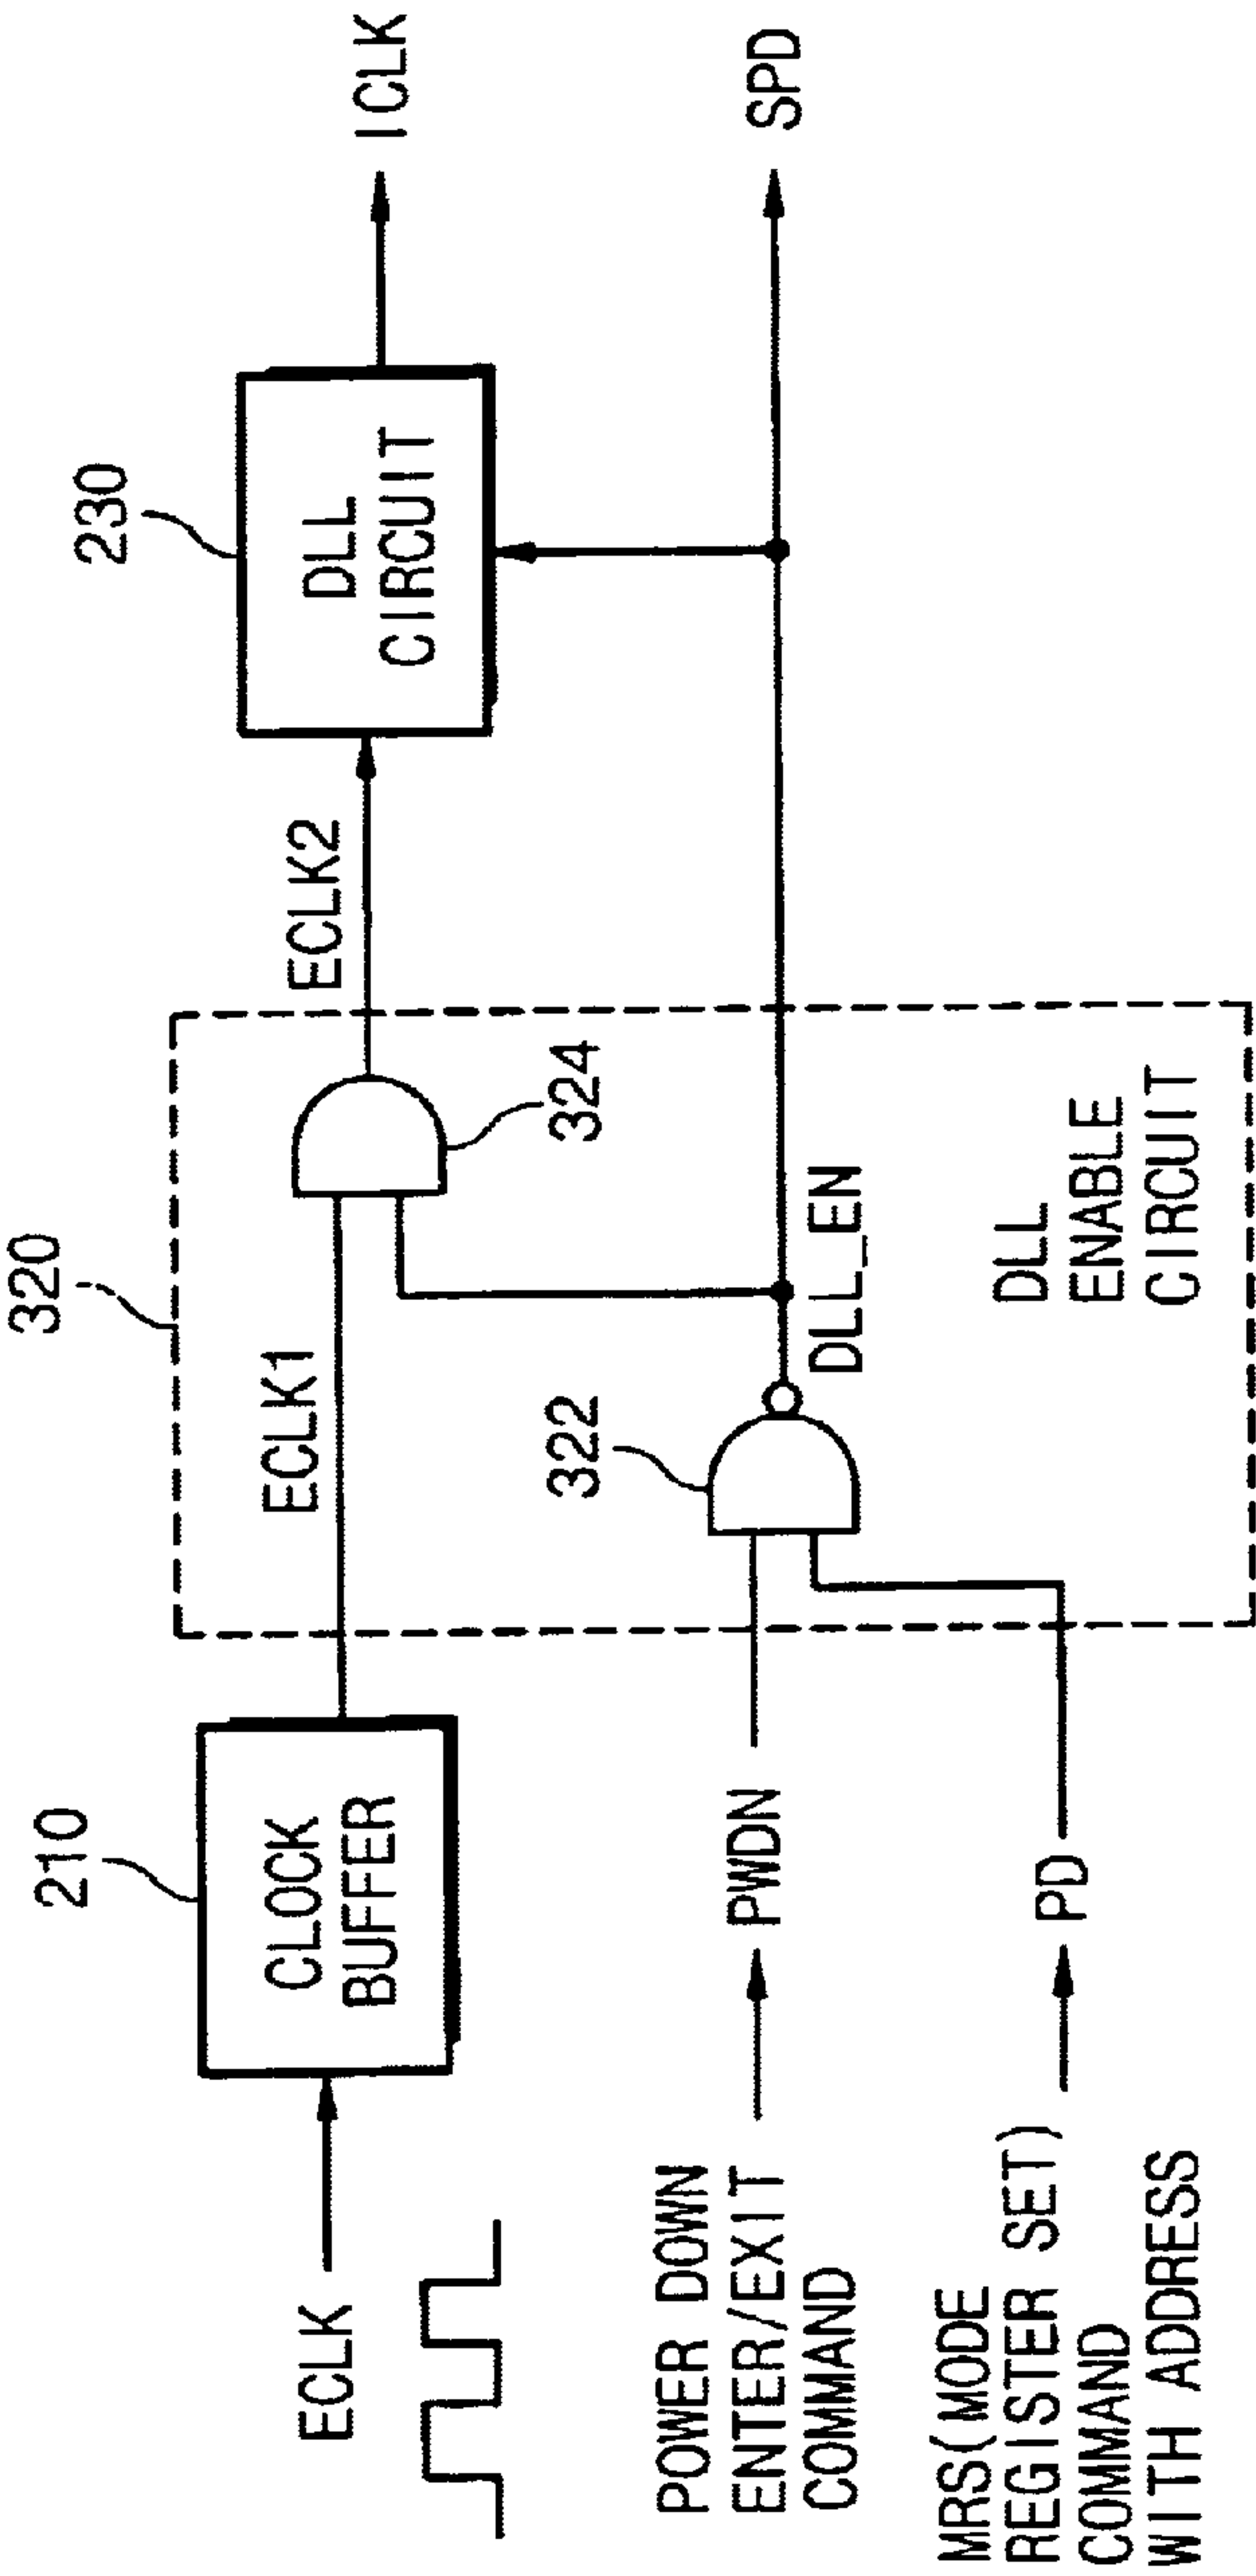 320
210
CLOCK
BUFFER
ECLK
ECLK1
324
ECLK2
230
DLL
CIRCUIT
ICLK
POWER DOWN
ENTER/EXIT
COMMAND
PWDN
322
DLL_EN
SPD
MRS(MODE
REGISTER SET)
COMMAND
WITH ADDRESS
PD
DLL
ENABLE
CIRCUIT